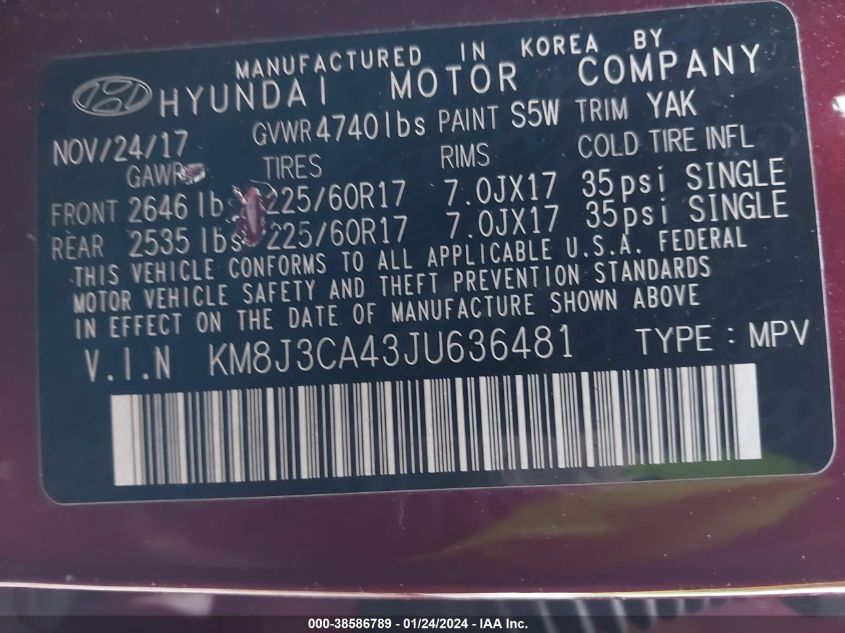 MANUFACTURED IN KOREA BY
HYUNDAI MOTOR COMPANY
NOV/24/17 GVWR 4740lbs PAINT S5W TRIM YAK
GAWR TIRES RIMS COLD TIRE INFL
FRONT 2646 lb 225/60R17 7.0JX17 35psi SINGLE
REAR 2535 lbs 225/60R17 7.0JX17 35psi SINGLE
THIS VEHICLE CONFORMS TO ALL APPLICABLE U.S.A. FEDERAL
MOTOR VEHICLE SAFETY AND THEFT PREVENTION STANDARDS
IN EFFECT ON THE DATE OF MANUFACTURE SHOWN ABOVE
V.I.N KM8J3CA43JU636481 TYPE : MPV
000-38586789 - 01/24/2024 - IAA Inc.